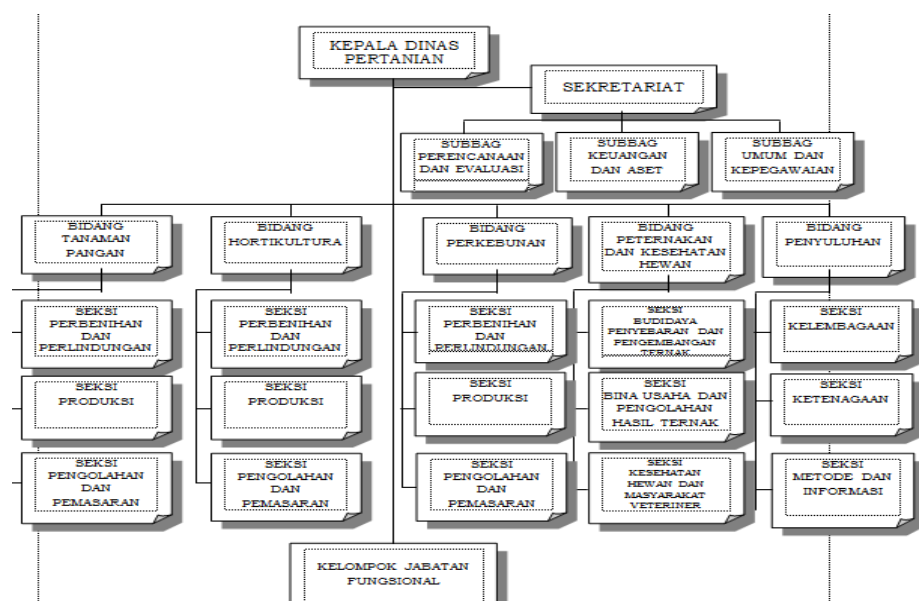 KEPALA DINAS
PERTANIAN
SEKRETARIAT
SUBBAG
PERENCANAAN
DAN EVALUASI
SUBBAG
KEUANGAN
DAN ASET
SUBBAG
UMUM DAN
KEPEGAWAIAN
BIDANG
TANAMAN
PANGAN
BIDANG
HORTIKULTURA
BIDANG
PERKEBUNAN
BIDANG
PETERNAKAN
DAN KESEHATAN
HEWAN
BIDANG
PENYULUHAN
SEKSI
PERBENIHAN
DAN
PERLINDUNGAN
SEKSI
PERBENIHAN
DAN
PERLINDUNGAN
SEKSI
PERBENIHAN
DAN
PERLINDUNGAN
SEKSI
BUDIDAYA
PENYEBARAN DAN
PENGEMBANGAN
TERNAK
SEKSI
KELEMBAGAAN
SEKSI
PRODUKSI
SEKSI
PRODUKSI
SEKSI
PRODUKSI
SEKSI
BINA USAHA DAN
PENGOLAHAN
HASIL TERNAK
SEKSI
KETENAGAAN
SEKSI
PENGOLAHAN
DAN
PEMASARAN
SEKSI
PENGOLAHAN
DAN
PEMASARAN
SEKSI
PENGOLAHAN
DAN
PEMASARAN
SEKSI
KESEHATAN
HEWAN DAN
MASYARAKAT
VETERINER
SEKSI
METODE DAN
INFORMASI
KELOMPOK JABATAN
FUNGSIONAL